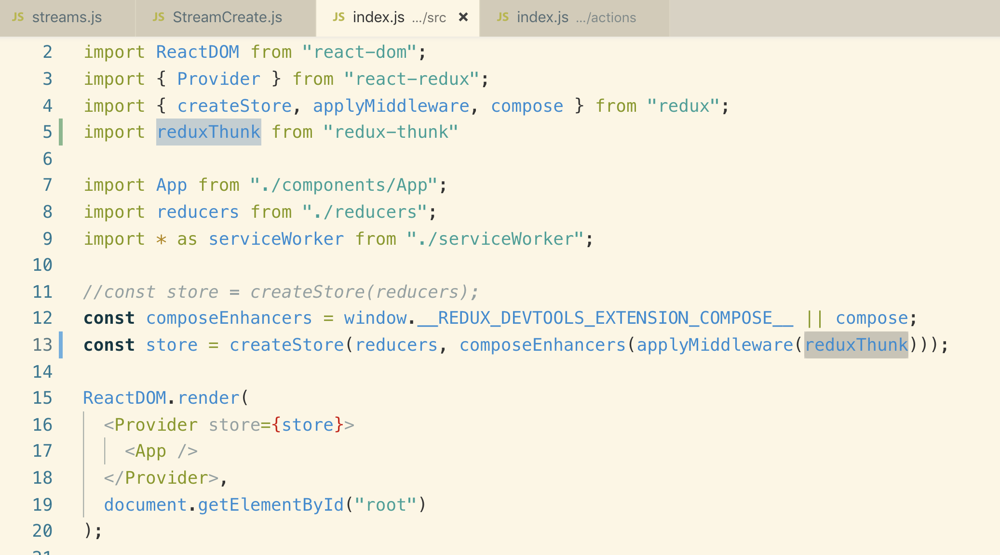 JS streams.js JS StreamCreate.js JS index.js .../src × JS index.js .../actions
2 import ReactDOM from "react-dom";
3 import { Provider } from "react-redux";
4 import { createStore, applyMiddleware, compose } from "redux";
5 import reduxThunk from "redux-thunk"
6
7 import App from "./components/App";
8 import reducers from "./reducers";
9 import * as serviceWorker from "./serviceWorker";
10
11 //const store = createStore(reducers);
12 const composeEnhancers = window.__REDUX_DEVTOOLS_EXTENSION_COMPOSE__ || compose;
13 const store = createStore(reducers, composeEnhancers(applyMiddleware(reduxThunk)));
14
15 ReactDOM.render(
16 <Provider store={store}>
17 <App />
18 </Provider>,
19 document.getElementById("root")
20 );
21